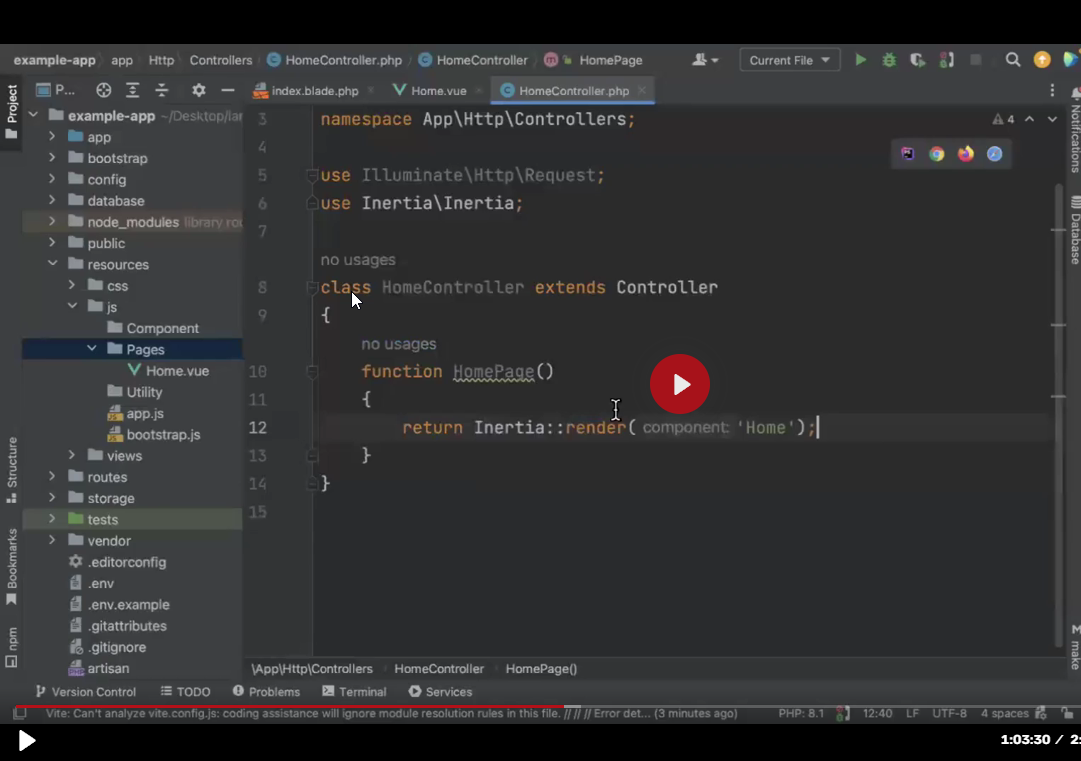 example-app app Http Controllers HomeController.php HomeController m HomePage Current File
Project
P...
index.blade.php
Home.vue
HomeController.php
example-app ~/Desktop/lar
app
bootstrap
config
database
node_modules library roo
public
resources
css
js
Component
Pages
Home.vue
Utility
app.js
bootstrap.js
views
routes
storage
tests
vendor
.editorconfig
.env
.env.example
.gitattributes
.gitignore
artisan
Structure
Bookmarks
npm
4
3 namespace App\Http\Controllers;
4
5 use Illuminate\Http\Request;
6 use Inertia\Inertia;
7
no usages
8 class HomeController extends Controller
9 {
no usages
10 function HomePage()
11 {
12 return Inertia::render( component: 'Home');
13 }
14 }
15
Notifications
Database
M make
\App\Http\Controllers HomeController HomePage()
Version Control TODO Problems Terminal Services
Vite: Can't analyze vite.config.js: coding assistance will ignore module resolution rules in this file. // // // Error det... (3 minutes ago) PHP: 8.1 12:40 LF UTF-8 4 spaces
1:03:30 / 2: